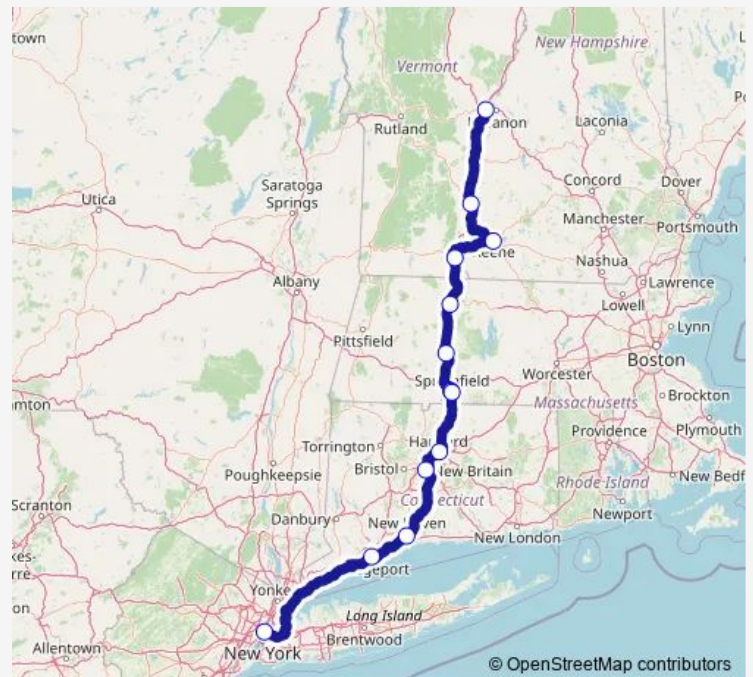 town
New Hampshire
Vermont
Rutland
Laconia
Utica
Saratoga
Springs
Concord
Dover
Manchester
Portsmouth
Nashua
Albany
Lawrence
Lowell
Pittsfield
Lynn
Boston
Worcester
Massachusetts
Brockton
Plymouth
Torrington
Providence
Bristol
New Britain
Poughkeepsie
Rhode Island
New Bedf
Scranton
Newport
Danbury
New London
Long Island
Brentwood
New York
Allentown
© OpenStreetMap contributors